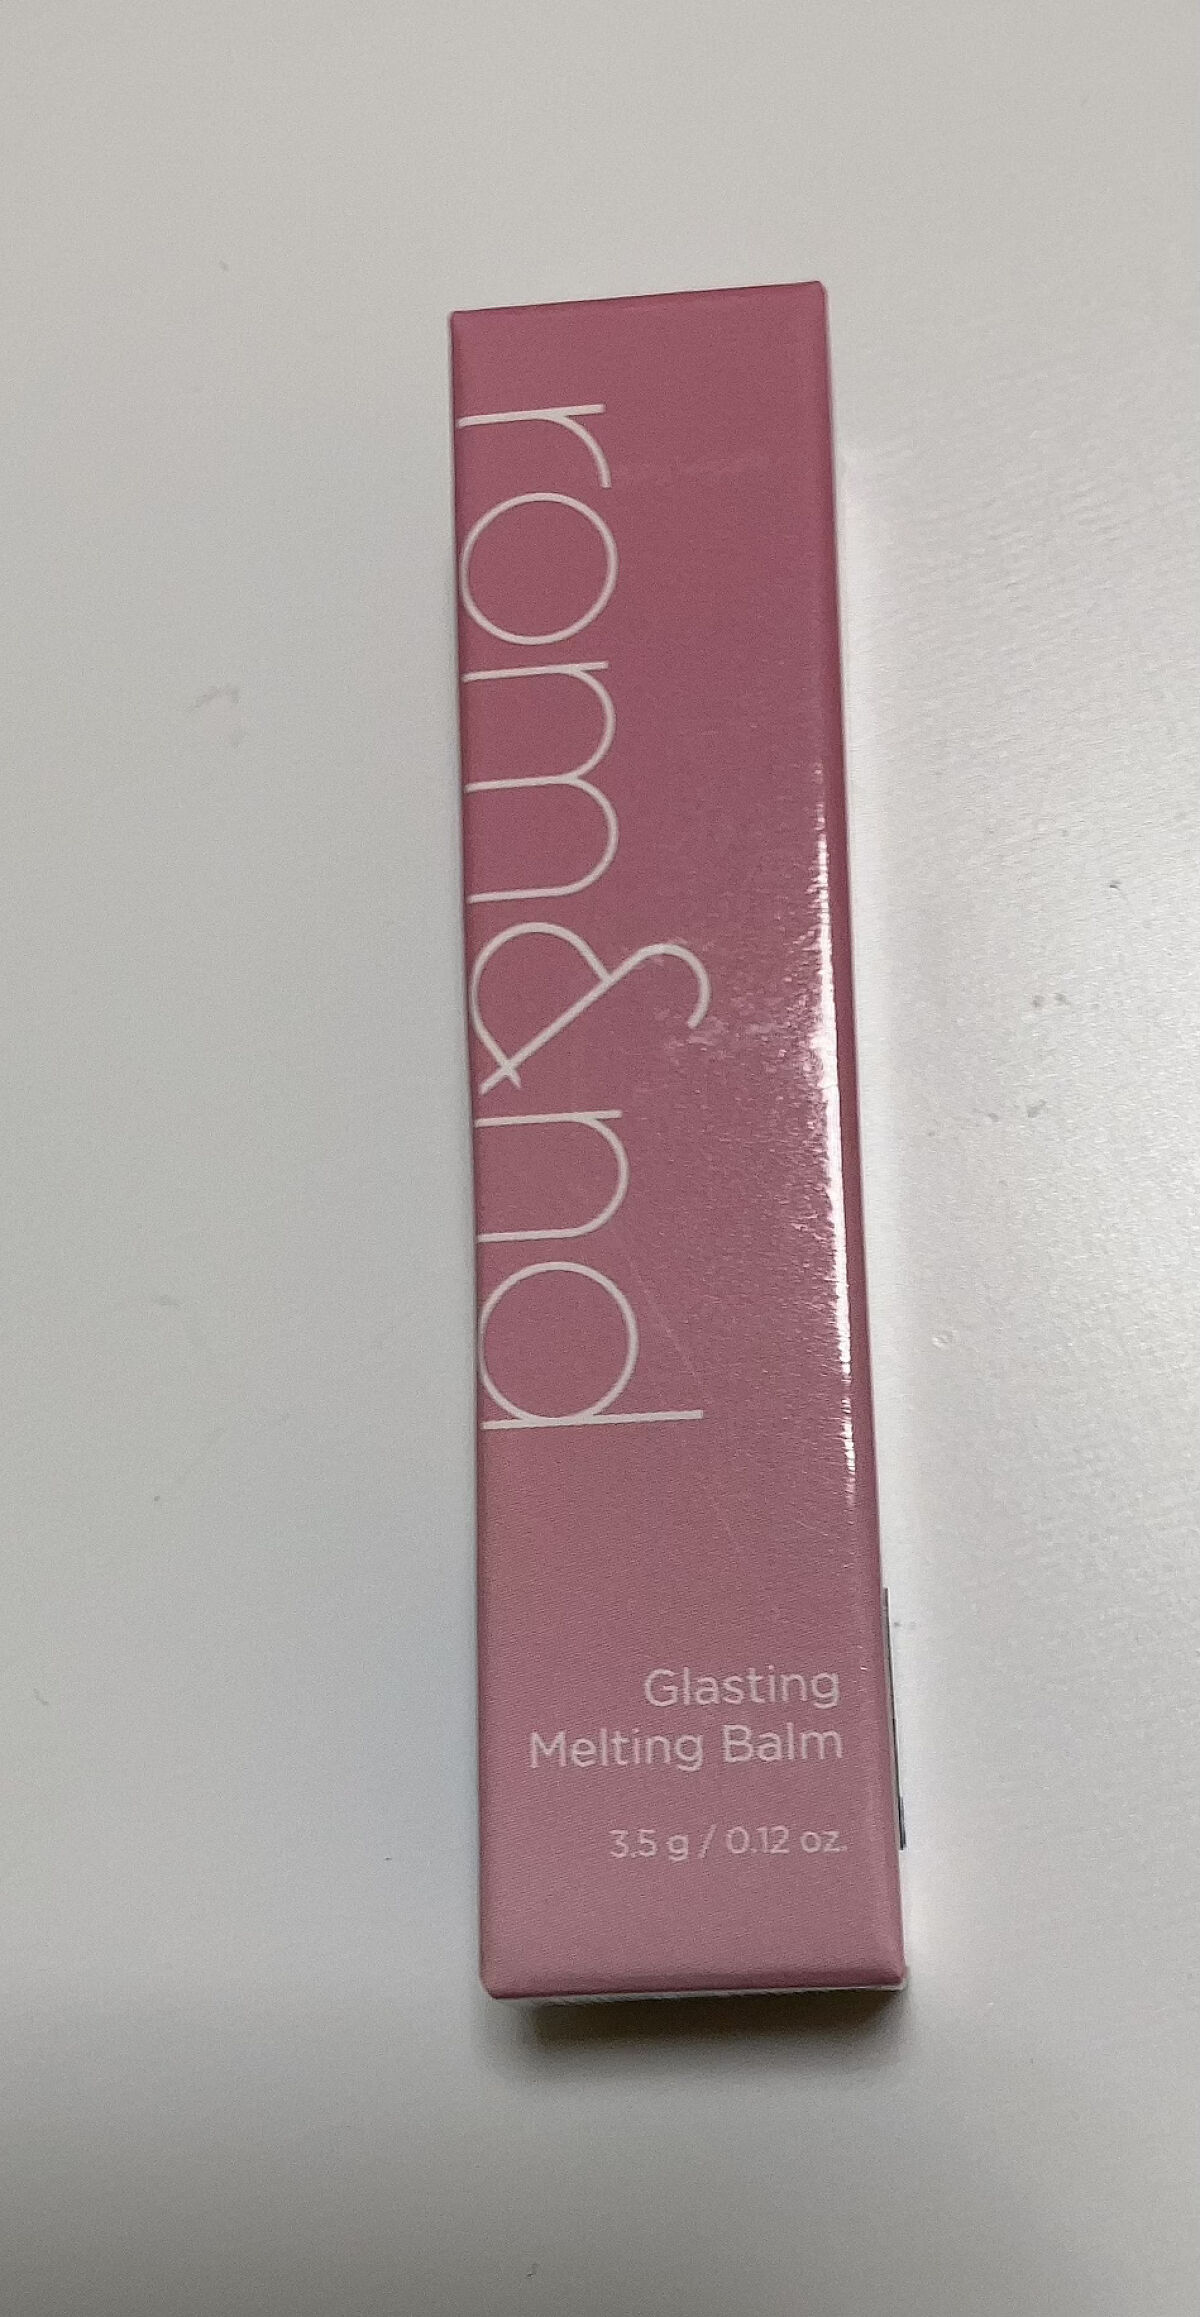 rom&nd
Glasting
Melting Balm
3.5 g / 0.12 oz.